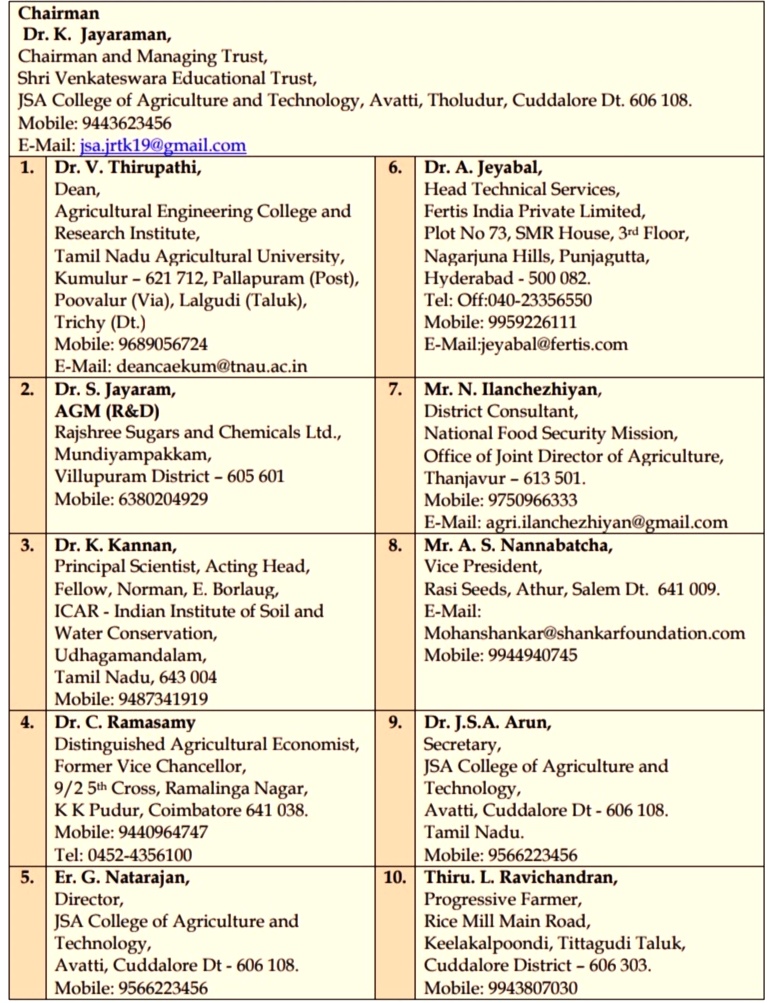 Chairman
Dr. K. Jayaraman,
Chairman and Managing Trust,
Shri Venkateswara Educational Trust,
JSA College of Agriculture and Technology, Avatti, Tholudur, Cuddalore Dt. 606 108.
Mobile: 9443623456
E-Mail: jsa.jrtk19@gmail.com
1. Dr. V. Thirupathi,
Dean,
Agricultural Engineering College and
Research Institute,
Tamil Nadu Agricultural University,
Kumulur – 621 712, Pallapuram (Post),
Poovalur (Via), Lalgudi (Taluk),
Trichy (Dt.)
Mobile: 9689056724
E-Mail: deancaekum@tnau.ac.in
6. Dr. A. Jeyabal,
Head Technical Services,
Fertis India Private Limited,
Plot No 73, SMR House, 3rd Floor,
Nagarjuna Hills, Punjagutta,
Hyderabad - 500 082.
Tel: Off:040-23356550
Mobile: 9959226111
E-Mail:jeyabal@fertis.com
2. Dr. S. Jayaram,
AGM (R&D)
Rajshree Sugars and Chemicals Ltd.,
Mundiyampakkam,
Villupuram District – 605 601
Mobile: 6380204929
7. Mr. N. Ilanchezhiyan,
District Consultant,
National Food Security Mission,
Office of Joint Director of Agriculture,
Thanjavur – 613 501.
Mobile: 9750966333
E-Mail: agri.ilanchezhiyan@gmail.com
3. Dr. K. Kannan,
Principal Scientist, Acting Head,
Fellow, Norman, E. Borlaug,
ICAR - Indian Institute of Soil and
Water Conservation,
Udhagamandalam,
Tamil Nadu, 643 004
Mobile: 9487341919
8. Mr. A. S. Nannabatcha,
Vice President,
Rasi Seeds, Athur, Salem Dt. 641 009.
E-Mail:
Mohanshankar@shankarfoundation.com
Mobile: 9944940745
4. Dr. C. Ramasamy
Distinguished Agricultural Economist,
Former Vice Chancellor,
9/2 5th Cross, Ramalinga Nagar,
K K Pudur, Coimbatore 641 038.
Mobile: 9440964747
Tel: 0452-4356100
9. Dr. J.S.A. Arun,
Secretary,
JSA College of Agriculture and
Technology,
Avatti, Cuddalore Dt - 606 108.
Tamil Nadu.
Mobile: 9566223456
5. Er. G. Natarajan,
Director,
JSA College of Agriculture and
Technology,
Avatti, Cuddalore Dt - 606 108.
Mobile: 9566223456
10. Thiru. L. Ravichandran,
Progressive Farmer,
Rice Mill Main Road,
Keelakalpoondi, Tittagudi Taluk,
Cuddalore District – 606 303.
Mobile: 9943807030